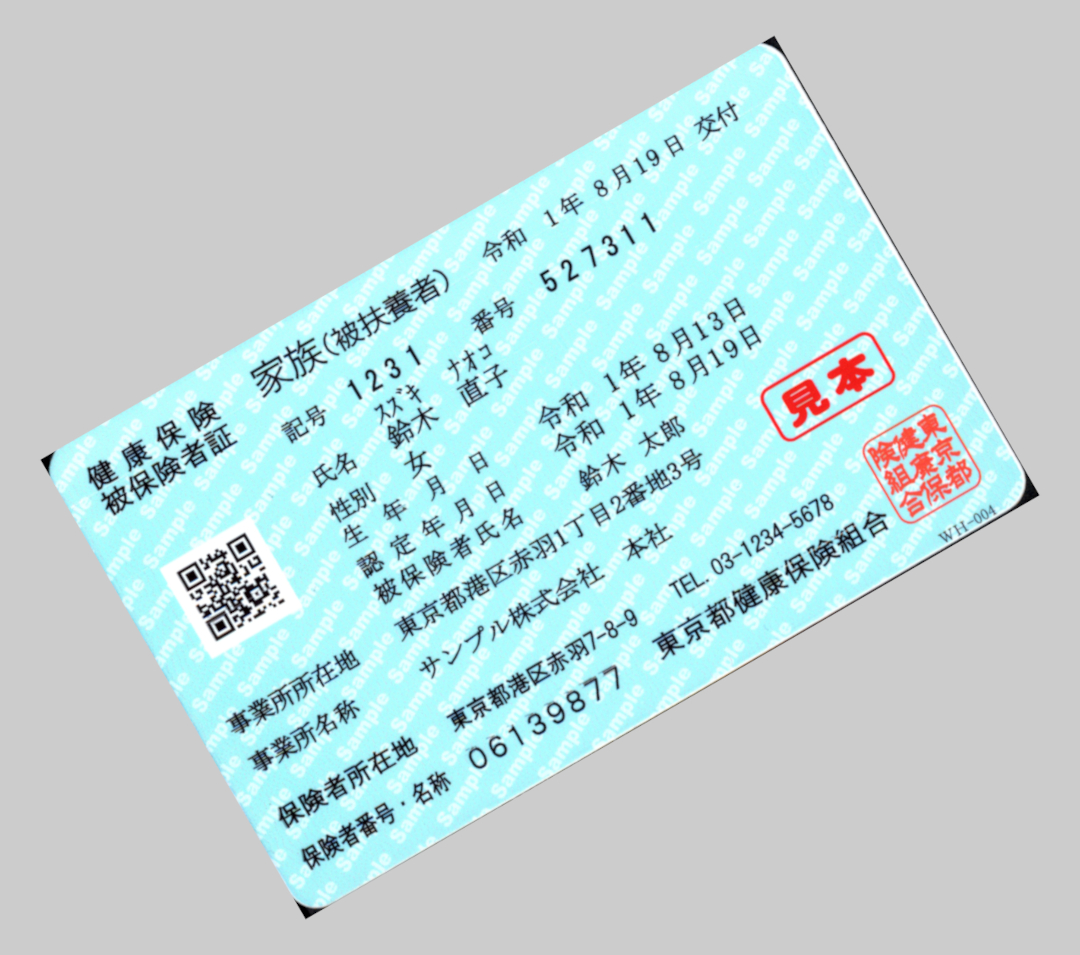 健康保険 家族(被扶養者) 令和 1年 8月19日 交付
被保険者証
記号 1231 番号 527311
ｽｽﾞｷ ﾅｵｺ
氏名 鈴木 直子
性別 女
生年月日 令和 1年 8月13日
認定年月日 令和 1年 8月19日
被保険者氏名 鈴木 太郎
見本
事業所所在地 東京都港区赤羽1丁目2番地3号
事業所名称 サンプル株式会社 本社
保険者所在地 東京都港区赤羽7-8-9 TEL. 03-1234-5678
保険者番号・名称 06139877 東京都健康保険組合
東京都
健康保
険組合
WH-004
Sample